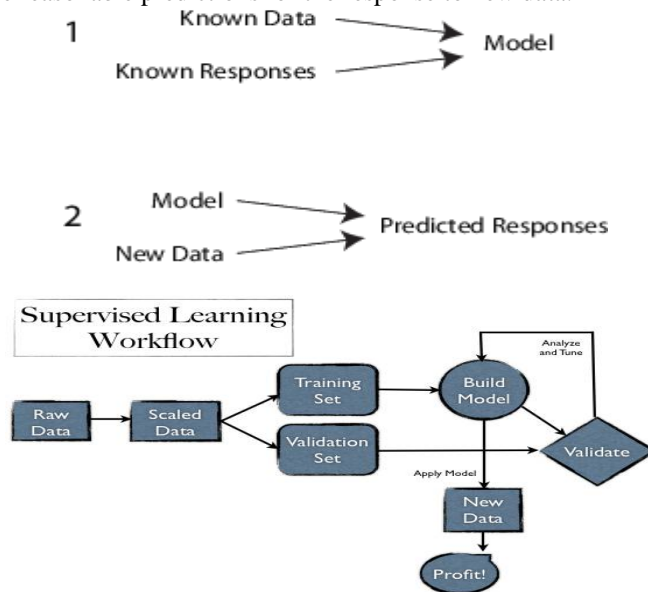 1
Known Data
Known Responses
Model
2
Model
New Data
Predicted Responses
Supervised Learning
Workflow
Analyze
and Tune
Training
Set
Build
Model
Raw
Data
Scaled
Data
Validation
Set
Validate
Apply Model
New
Data
Profit!